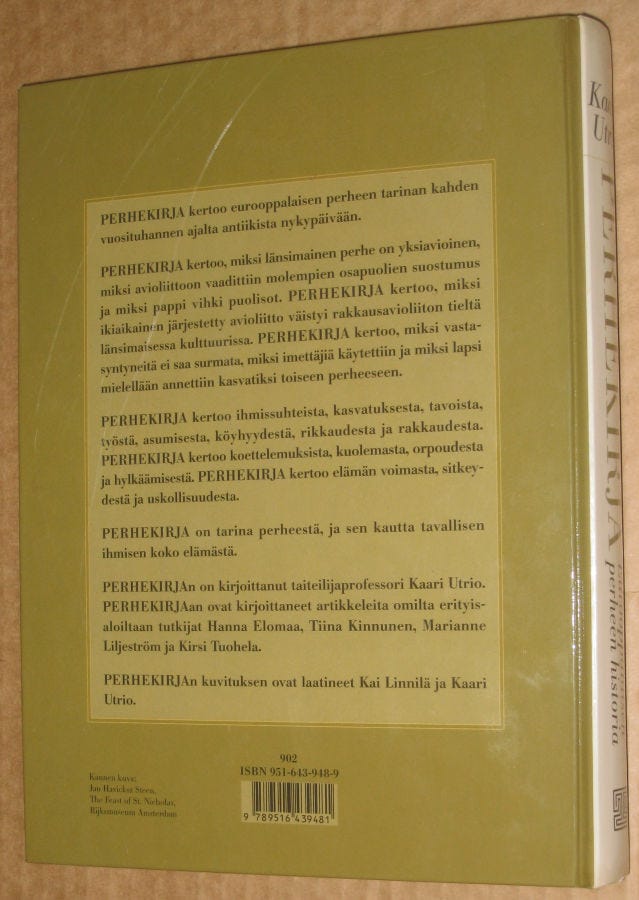 PERHEKIRJA kertoo eurooppalaisen perheen tarinan kahden
vuosituhannen ajalta antiikista nykypäivään.
PERHEKIRJA kertoo, miksi länsimainen perhe on yksiavioinen,
miksi avioliittoon vaadittiin molempien osapuolien suostumus
ja miksi pappi vihki puolisot. PERHEKIRJA kertoo, miksi
ikiaikainen järjestetty avioliitto väistyi rakkausavioliiton tieltä
länsimaisessa kulttuurissa. PERHEKIRJA kertoo, miksi vasta-
syntyneitä ei saa surmata, miksi imettäjiä käytettiin ja miksi lapsi
mielellään annettiin kasvatiksi toiseen perheeseen.
PERHEKIRJA kertoo ihmissuhteista, kasvatuksesta, tavoista,
työstä, asumisesta, köyhyydestä, rikkaudesta ja rakkaudesta.
PERHEKIRJA kertoo koettelemuksista, kuolemasta, orpoudesta
ja hylkäämisestä. PERHEKIRJA kertoo elämän voimasta, sitkey-
destä ja uskollisuudesta.
PERHEKIRJA on tarina perheestä, ja sen kautta tavallisen
ihmisen koko elämästä.
PERHEKIRJAn on kirjoittanut taiteilijaprofessori Kaari Utrio.
PERHEKIRJAan ovat kirjoittaneet artikkeleita omilta erityis-
aloiltaan tutkijat Hanna Elomaa, Tiina Kinnunen, Marianne
Liljeström ja Kirsi Tuohela.
PERHEKIRJAn kuvituksen ovat laatineet Kai Linnilä ja Kaari
Utrio.
902
ISBN 951-643-948-9
9 789516 439481
Kannen kuva:
Jan Havicksz Steen,
The Feast of St. Nicholas,
Rijksmuseum Amsterdam
PERHEKIRJA
perheen historia